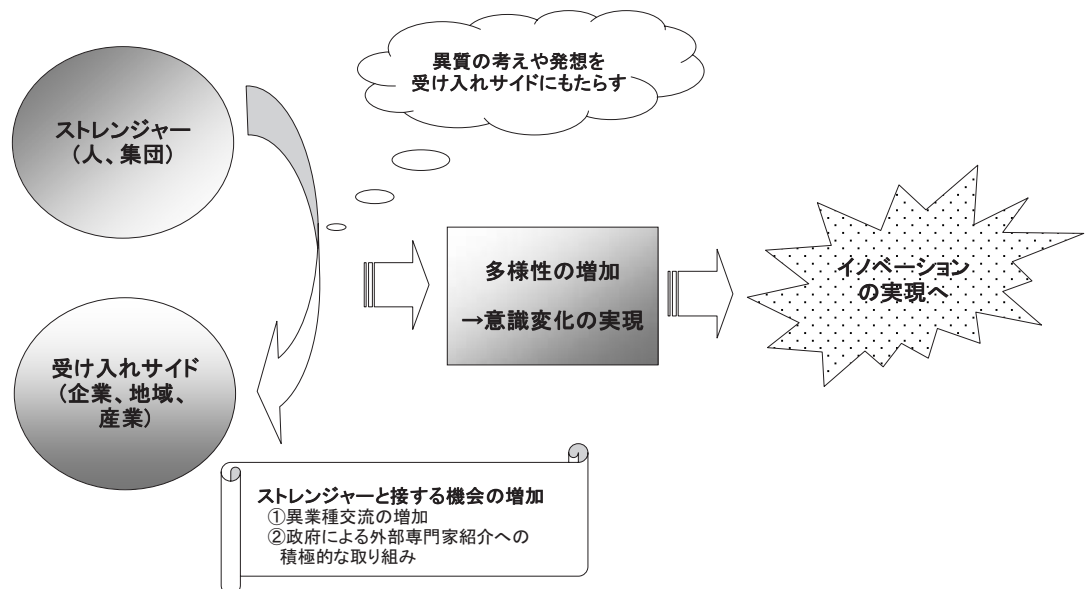 異質の考えや発想を
受け入れサイドにもたらす
ストレンジャー
（人、集団）
多様性の増加
→意識変化の実現
イノベーション
の実現へ
受け入れサイド
（企業、地域、
産業）
ストレンジャーと接する機会の増加
①異業種交流の増加
②政府による外部専門家紹介への
積極的な取り組み